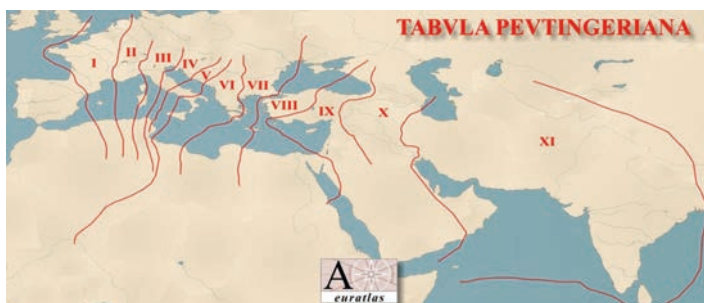 TABVLA PEVTINGERIANA
I
II
III
IV
V
VI
VII
VIII
IX
X
XI
A
euratlas